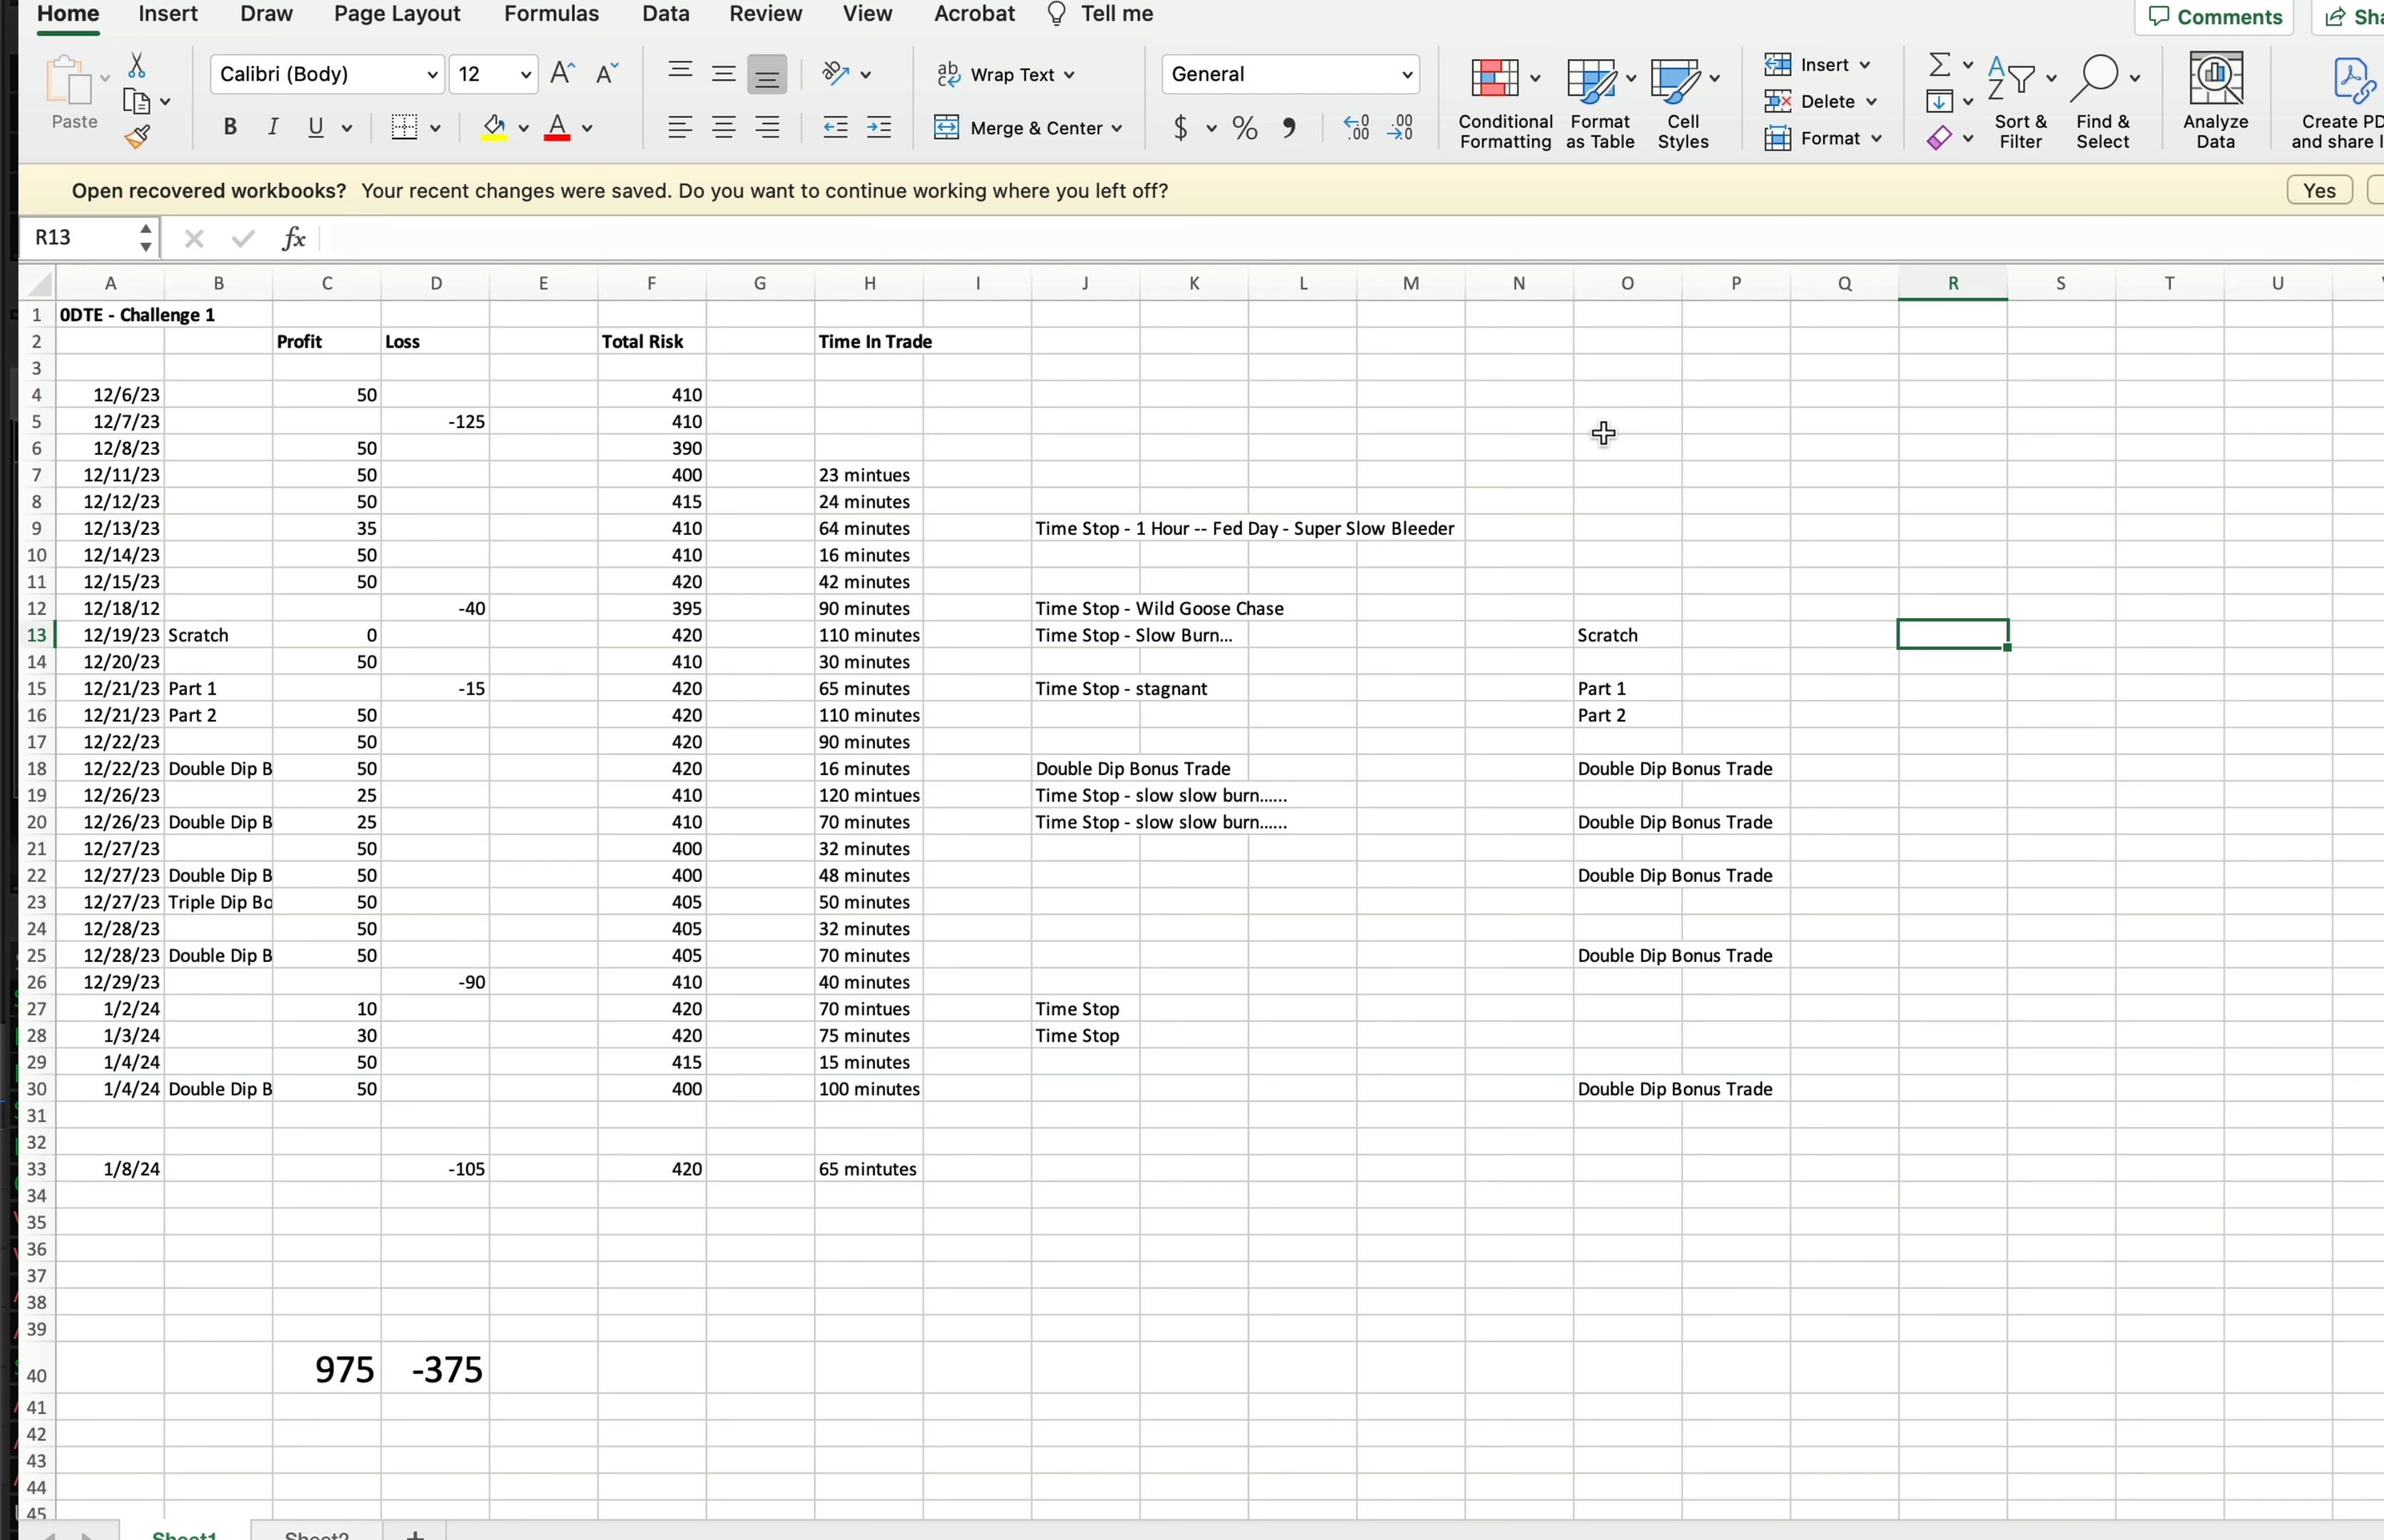 Home Insert Draw Page Layout Formulas Data Review View Acrobat Tell me Comments
Calibri (Body) 12 Wrap Text General Insert
Paste Merge & Center Conditional Formatting Format as Table Cell Styles Delete Format Sort & Filter Find & Select Analyze Data Create
Open recovered workbooks? Your recent changes were saved. Do you want to continue working where you left off? Yes
R13 fx
A B C D E F G H I J K L M N O P Q R S T U
1 0DTE - Challenge 1
2 Profit Loss Total Risk Time In Trade
3
4 12/6/23 50 410
5 12/7/23 -125 410
6 12/8/23 50 390
7 12/11/23 50 400 23 mintues
8 12/12/23 50 415 24 minutes
9 12/13/23 35 410 64 minutes Time Stop - 1 Hour -- Fed Day - Super Slow Bleeder
10 12/14/23 50 410 16 minutes
11 12/15/23 50 420 42 minutes
12 12/18/12 -40 395 90 minutes Time Stop - Wild Goose Chase
13 12/19/23 Scratch 0 420 110 minutes Time Stop - Slow Burn... Scratch
14 12/20/23 50 410 30 minutes
15 12/21/23 Part 1 -15 420 65 minutes Time Stop - stagnant Part 1
16 12/21/23 Part 2 50 420 110 minutes Part 2
17 12/22/23 50 420 90 minutes
18 12/22/23 Double Dip B 50 420 16 minutes Double Dip Bonus Trade Double Dip Bonus Trade
19 12/26/23 25 410 120 mintues Time Stop - slow slow burn......
20 12/26/23 Double Dip B 25 410 70 minutes Time Stop - slow slow burn...... Double Dip Bonus Trade
21 12/27/23 50 400 32 minutes
22 12/27/23 Double Dip B 50 400 48 minutes Double Dip Bonus Trade
23 12/27/23 Triple Dip Bo 50 405 50 minutes
24 12/28/23 50 405 32 minutes
25 12/28/23 Double Dip B 50 405 70 minutes Double Dip Bonus Trade
26 12/29/23 -90 410 40 minutes
27 1/2/24 10 420 70 mintues Time Stop
28 1/3/24 30 420 75 minutes Time Stop
29 1/4/24 50 415 15 minutes
30 1/4/24 Double Dip B 50 400 100 minutes Double Dip Bonus Trade
31
32
33 1/8/24 -105 420 65 mintutes
34
35
36
37
38
39
40 975 -375
41
42
43
44
45
Sheet1 Sheet2 +